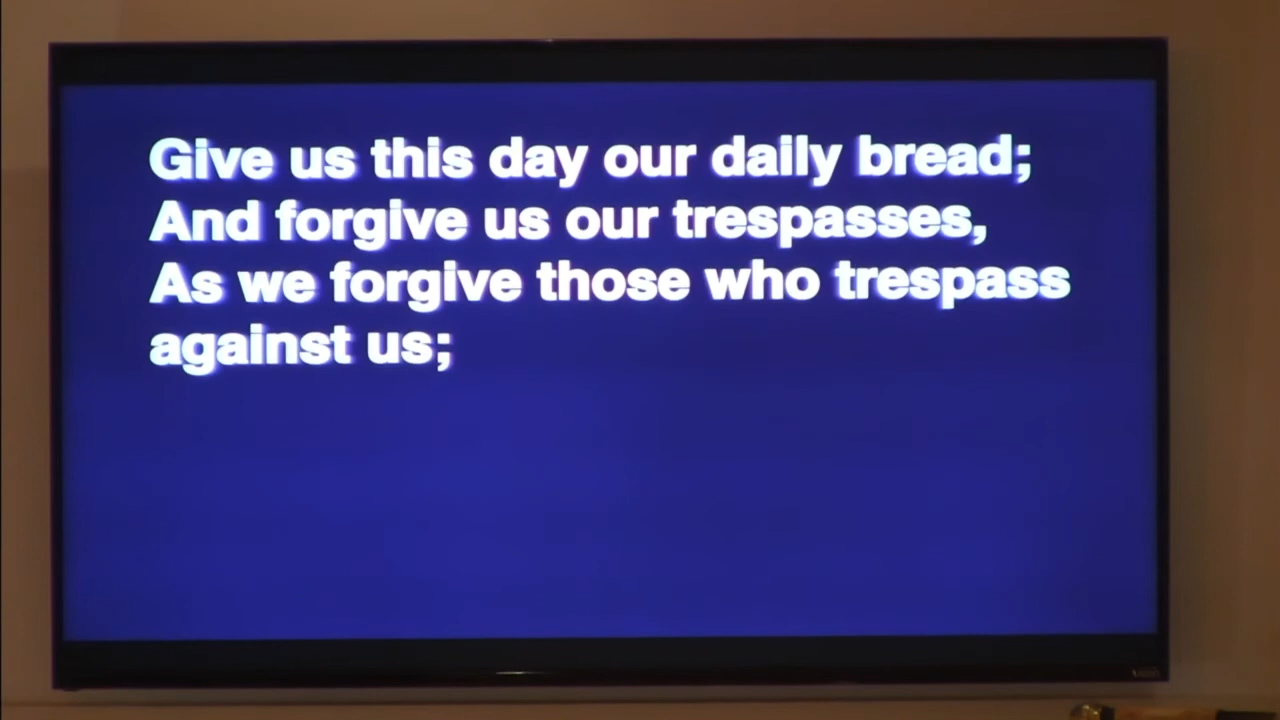 Give us this day our daily bread;
And forgive us our trespasses,
As we forgive those who trespass
against us;